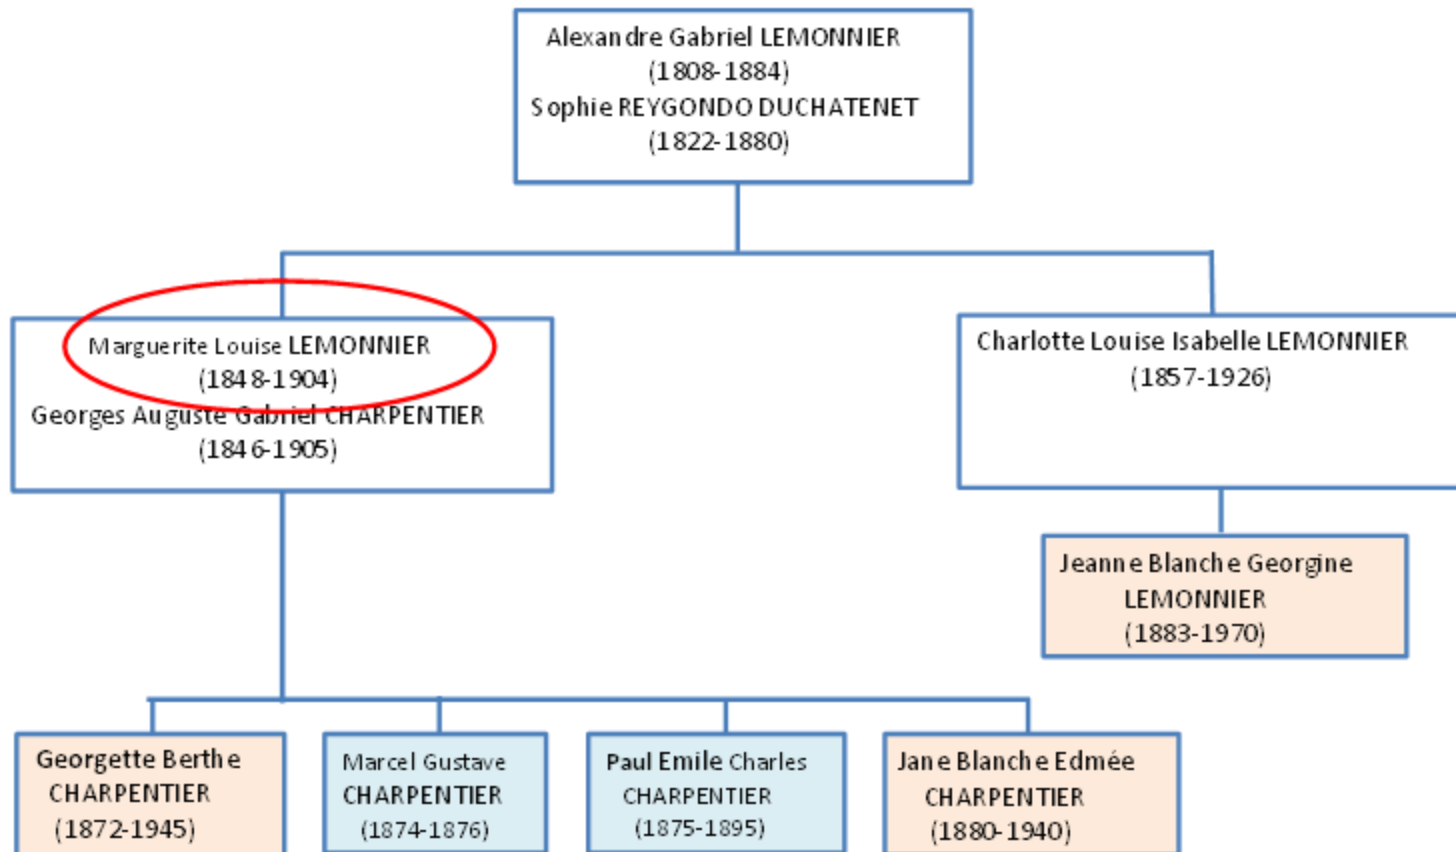 Alexandre Gabriel LEMONNIER
(1808-1884)
Sophie REYGONDO DUCHATENET
(1822-1880)
Marguerite Louise LEMONNIER
(1848-1904)
Georges Auguste Gabriel CHARPENTIER
(1846-1905)
Charlotte Louise Isabelle LEMONNIER
(1857-1926)
Jeanne Blanche Georgine
LEMONNIER
(1883-1970)
Georgette Berthe
CHARPENTIER
(1872-1945)
Marcel Gustave
CHARPENTIER
(1874-1876)
Paul Emile Charles
CHARPENTIER
(1875-1895)
Jane Blanche Edmée
CHARPENTIER
(1880-1940)